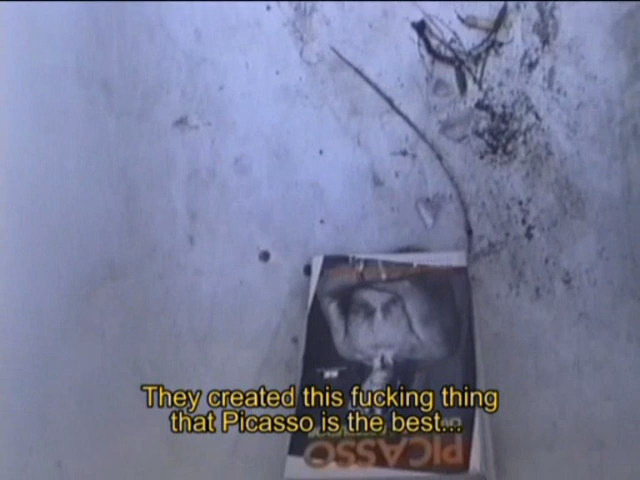 They created this fucking thing
that Picasso is the best...
PICASSO